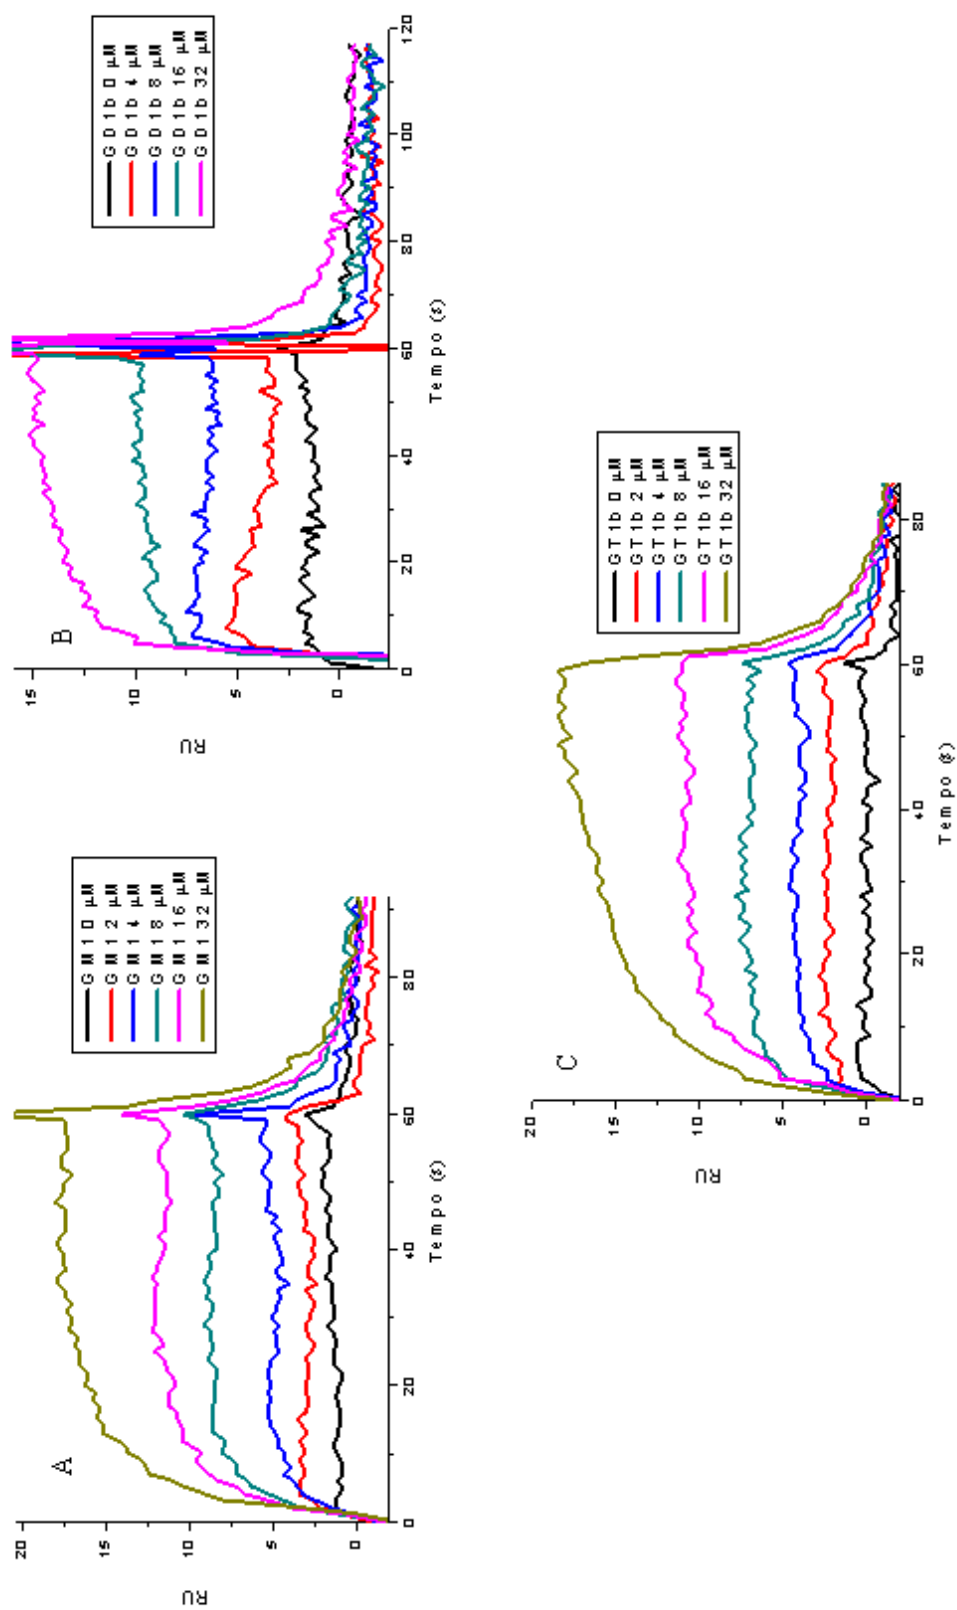 A
20
15
10
5
0
RU
0
20
40
60
80
Tempo (s)
GM1 0 μM
GM1 2 μM
GM1 4 μM
GM1 8 μM
GM1 16 μM
GM1 32 μM
B
15
10
5
0
RU
0
20
40
60
80
100
120
Tempo (s)
GD1b 0 μM
GD1b 4 μM
GD1b 8 μM
GD1b 16 μM
GD1b 32 μM
C
20
15
10
5
0
RU
0
20
40
60
80
Tempo (s)
GT1b 0 μM
GT1b 2 μM
GT1b 4 μM
GT1b 8 μM
GT1b 16 μM
GT1b 32 μM